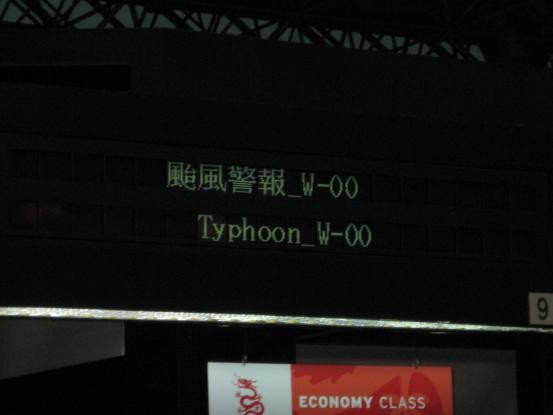 颱風警報_W-00
Typhoon_W-00
9
ECONOMY CLASS